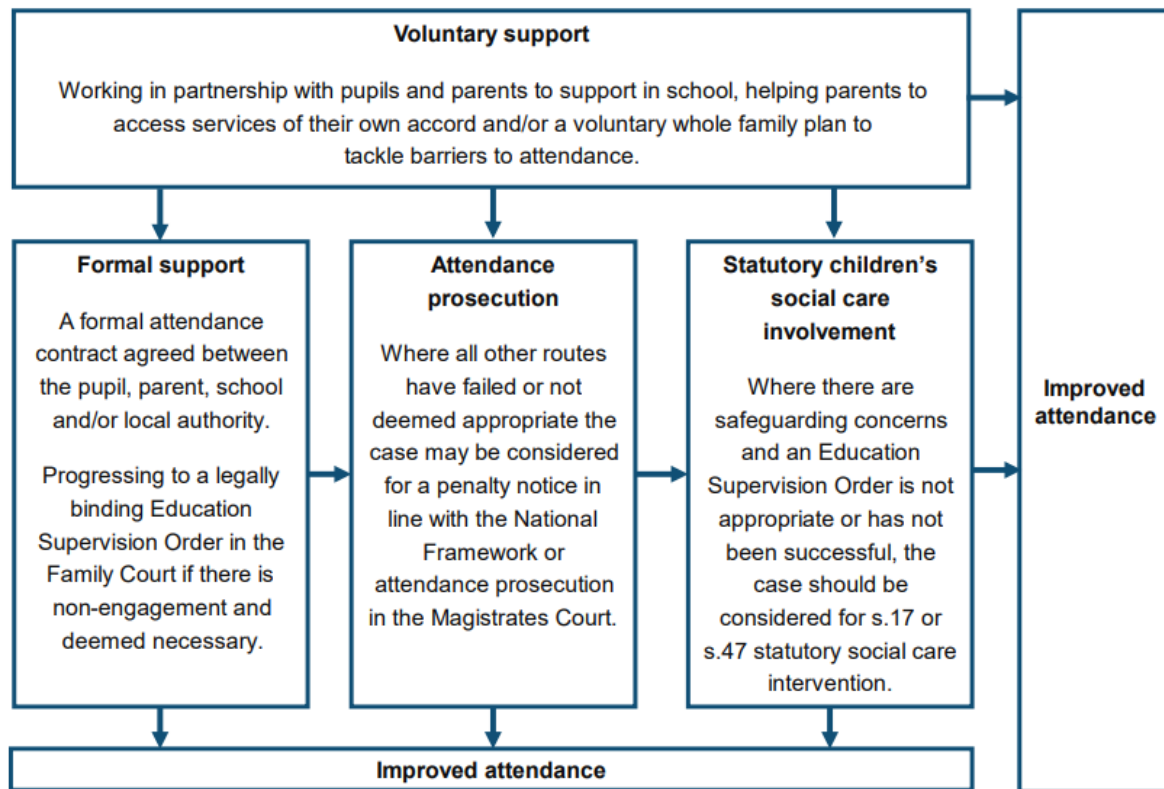 Voluntary support
Working in partnership with pupils and parents to support in school, helping parents to
access services of their own accord and/or a voluntary whole family plan to
tackle barriers to attendance.
Formal support
A formal attendance
contract agreed between
the pupil, parent, school
and/or local authority.
Progressing to a legally
binding Education
Supervision Order in the
Family Court if there is
non-engagement and
deemed necessary.
Attendance
prosecution
Where all other routes
have failed or not
deemed appropriate the
case may be considered
for a penalty notice in
line with the National
Framework or
attendance prosecution
in the Magistrates Court.
Statutory children’s
social care
involvement
Where there are
safeguarding concerns
and an Education
Supervision Order is not
appropriate or has not
been successful, the
case should be
considered for s.17 or
s.47 statutory social care
intervention.
Improved
attendance
Improved attendance